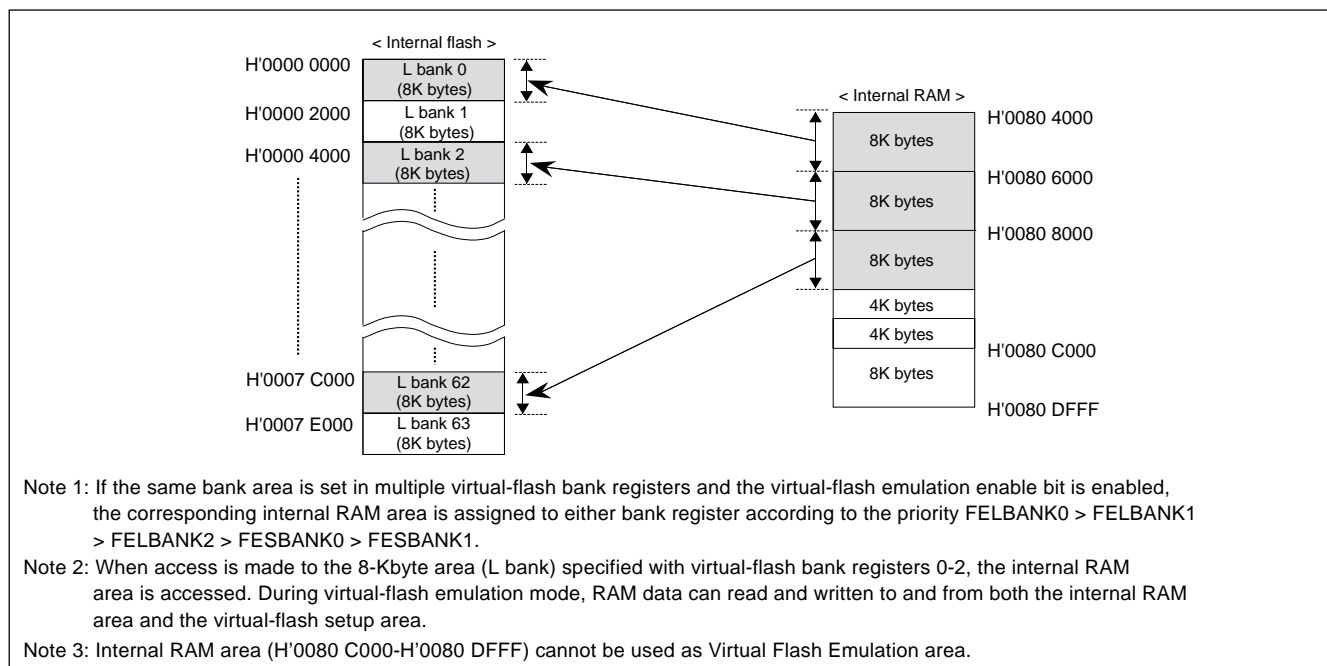 < Internal flash >
H'0000 0000
L bank 0
(8K bytes)
H'0000 2000
L bank 1
(8K bytes)
H'0000 4000
L bank 2
(8K bytes)
H'0007 C000
L bank 62
(8K bytes)
H'0007 E000
L bank 63
(8K bytes)
< Internal RAM >
H'0080 4000
8K bytes
H'0080 6000
8K bytes
H'0080 8000
8K bytes
4K bytes
4K bytes
H'0080 C000
8K bytes
H'0080 DFFF
Note 1: If the same bank area is set in multiple virtual-flash bank registers and the virtual-flash emulation enable bit is enabled,
the corresponding internal RAM area is assigned to either bank register according to the priority FELBANK0 > FELBANK1
> FELBANK2 > FESBANK0 > FESBANK1.
Note 2: When access is made to the 8-Kbyte area (L bank) specified with virtual-flash bank registers 0-2, the internal RAM
area is accessed. During virtual-flash emulation mode, RAM data can read and written to and from both the internal RAM
area and the virtual-flash setup area.
Note 3: Internal RAM area (H'0080 C000-H'0080 DFFF) cannot be used as Virtual Flash Emulation area.